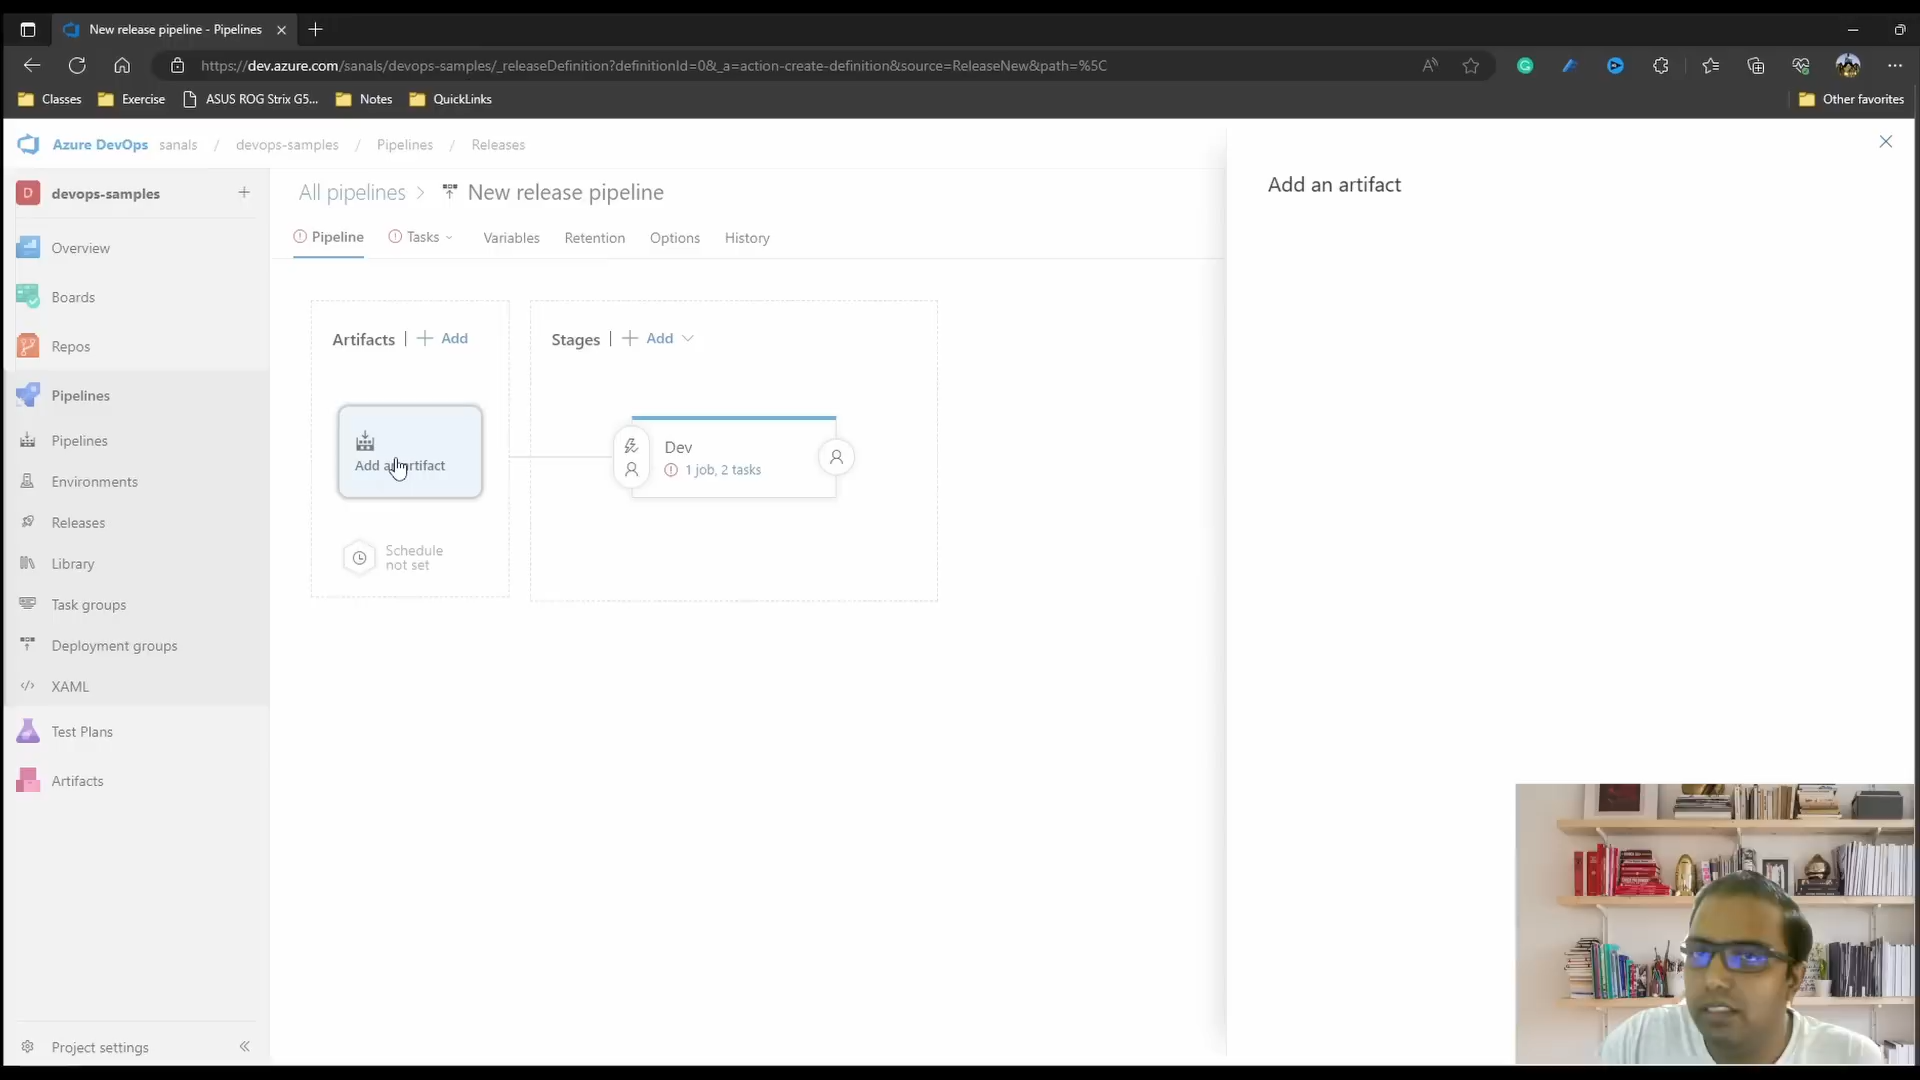 New release pipeline - Pipelines
https://dev.azure.com/sanals/devops-samples/_releaseDefinition?definitionId=0&_a=action-create-definition&source=ReleaseNew&path=%5C
Classes
Exercise
ASUS ROG Strix G5...
Notes
QuickLinks
Other favorites
Azure DevOps sanals / devops-samples / Pipelines / Releases
D devops-samples
Overview
Boards
Repos
Pipelines
Pipelines
Environments
Releases
Library
Task groups
Deployment groups
XAML
Test Plans
Artifacts
Project settings
All pipelines > New release pipeline
Pipeline Tasks Variables Retention Options History
Artifacts | + Add
Add an artifact
Schedule
not set
Stages | + Add
Dev
1 job, 2 tasks
Add an artifact